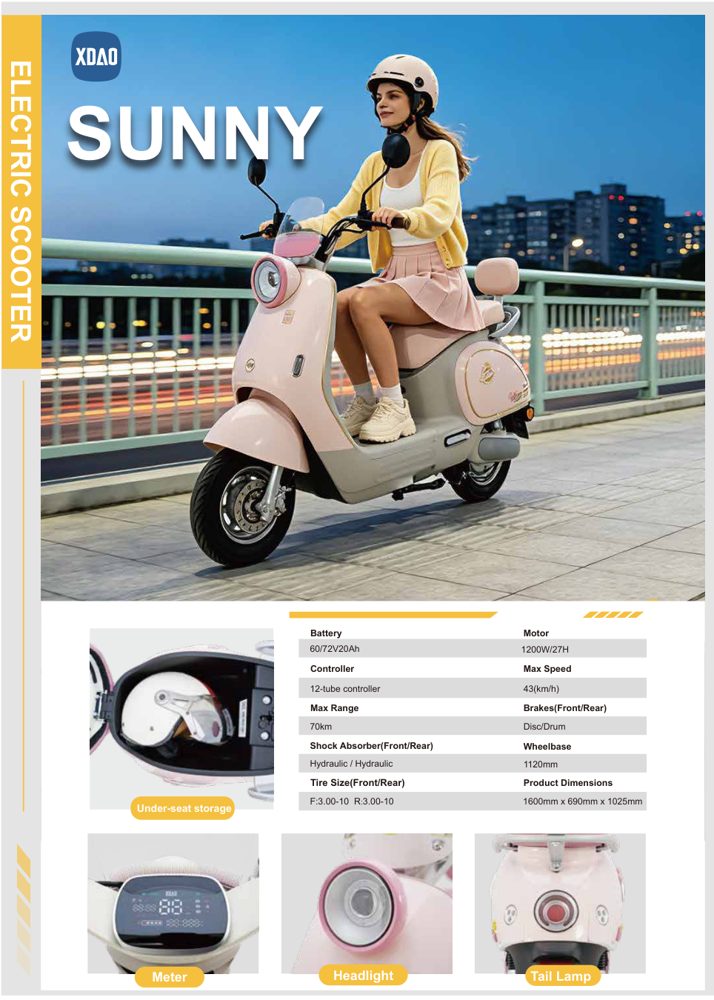 ELECTRIC SCOOTER
XDAO
SUNNY
Battery
Motor
60/72V20Ah
1200W/27H
Controller
Max Speed
12-tube controller
43(km/h)
Max Range
Brakes(Front/Rear)
70km
Disc/Drum
Shock Absorber(Front/Rear)
Wheelbase
Hydraulic / Hydraulic
1120mm
Tire Size(Front/Rear)
Product Dimensions
F:3.00-10 R:3.00-10
1600mm x 690mm x 1025mm
Under-seat storage
XDAO
88
Meter
Headlight
Tail Lamp